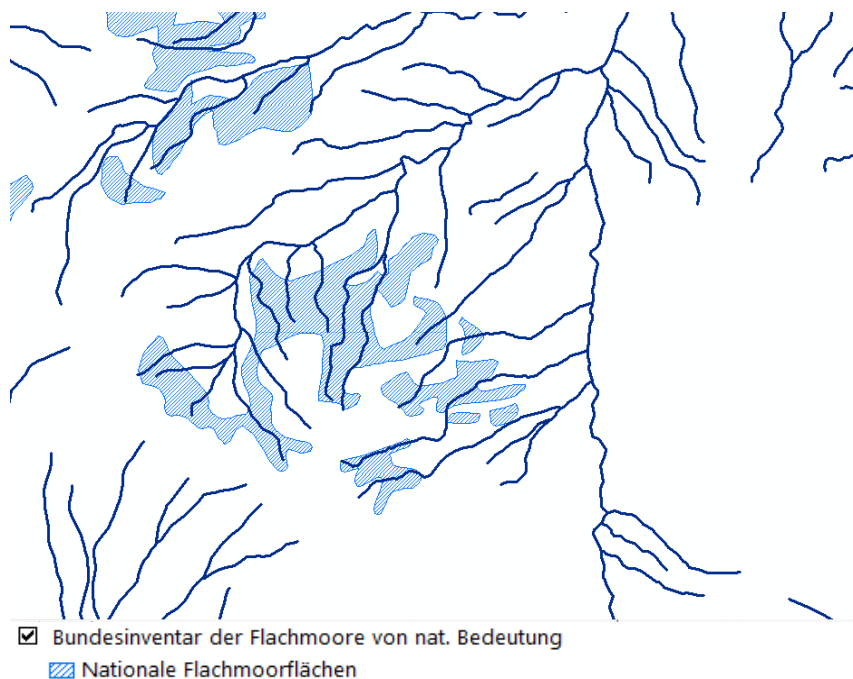 Bundesinventar der Flachmoore von nat. Bedeutung
Nationale Flachmoorflächen